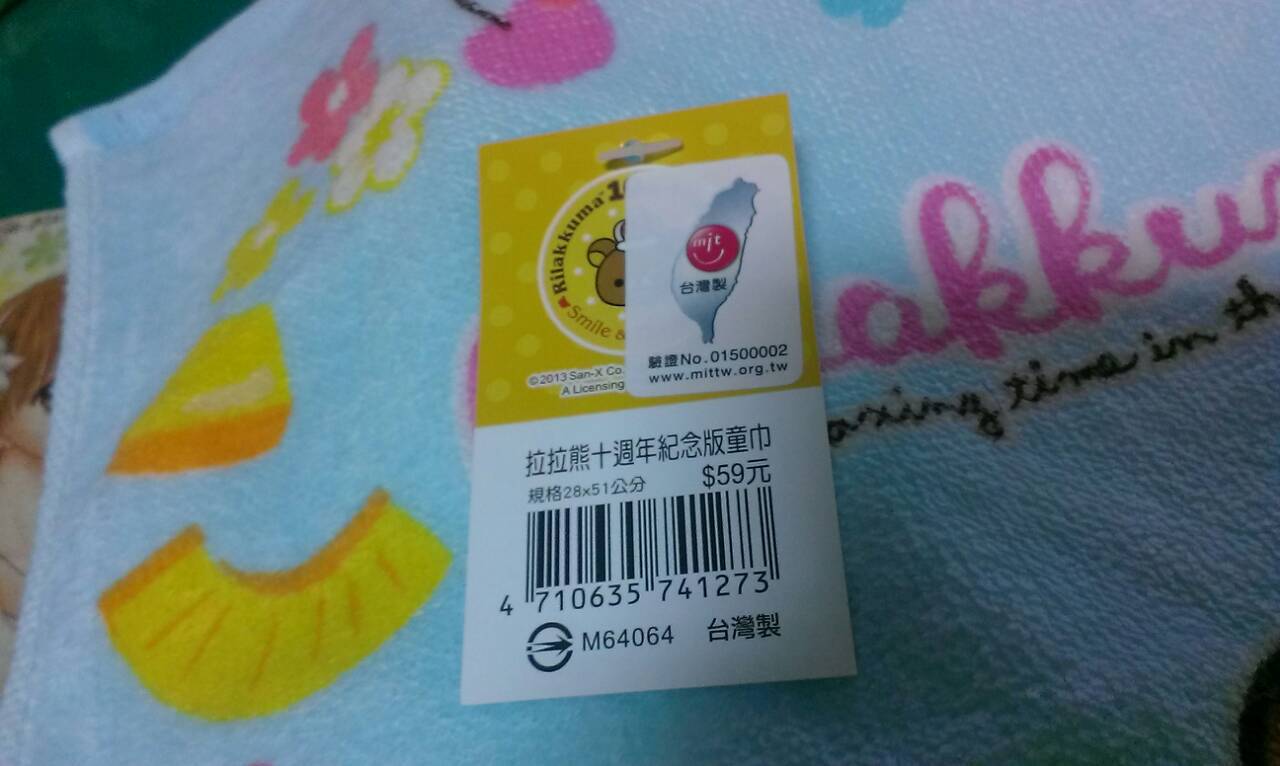 Rilakkuma
Smile &
©2013 San-X Co.
A Licensing
mit
台灣製
驗證No.01500002
www.mittw.org.tw
拉拉熊十週年紀念版童巾
規格28x51公分
$59元
4 710635 741273
M64064
台灣製
akku
time in th